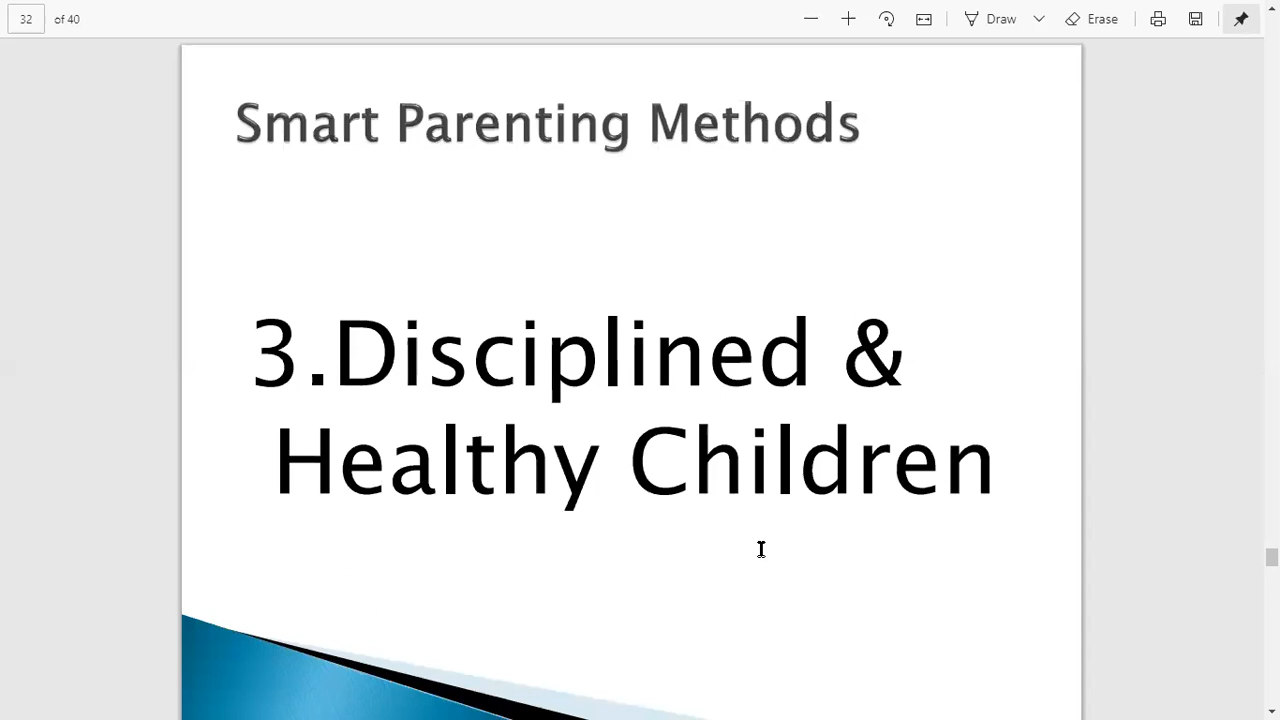 32 of 40 Draw Erase
Smart Parenting Methods
3.Disciplined &
Healthy Children